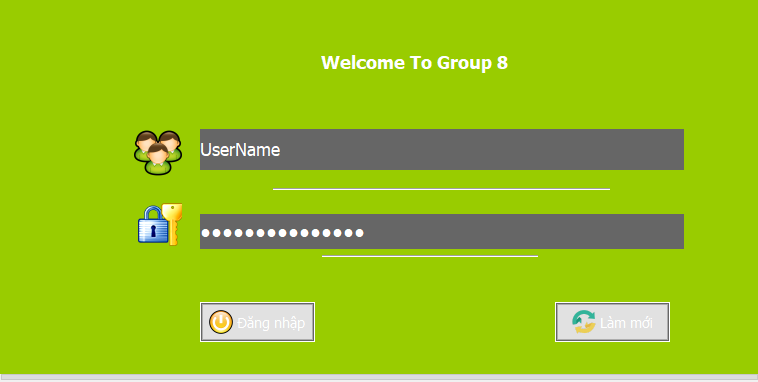 Welcome To Group 8
UserName
●●●●●●●●●●●●●●●
Đăng nhập
Làm mới